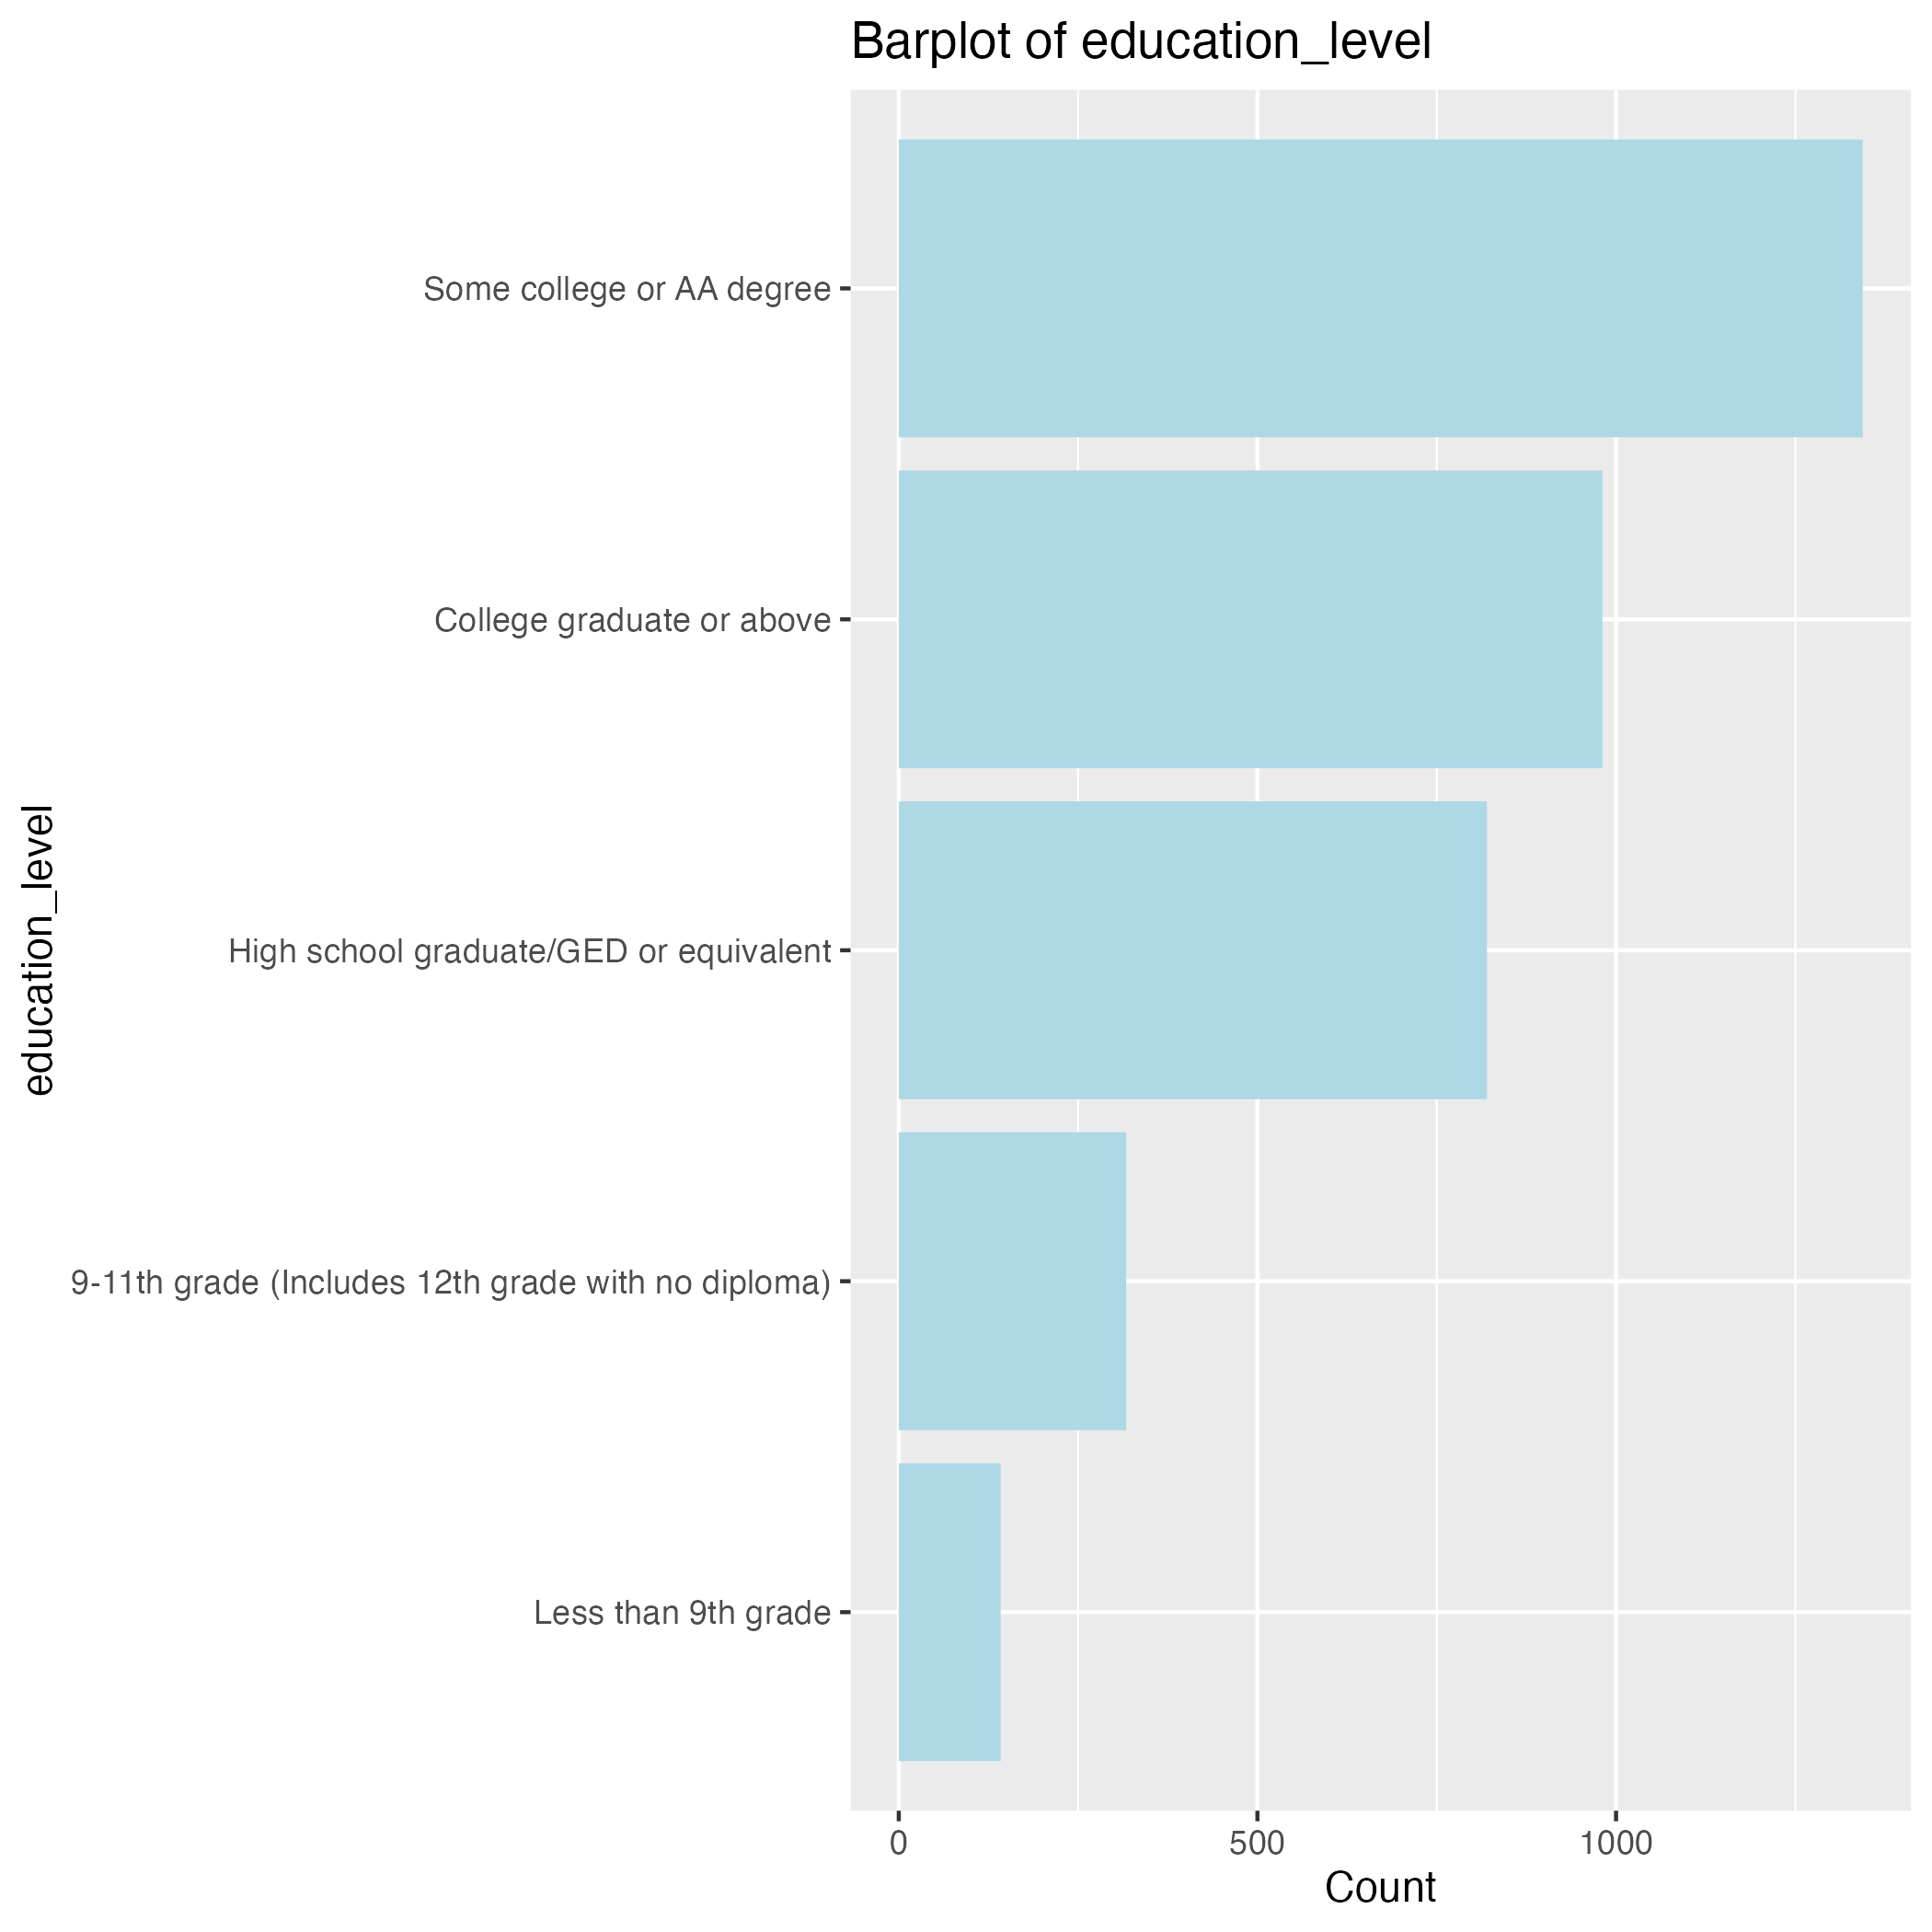 Barplot of education_level
education_level
Some college or AA degree
College graduate or above
High school graduate/GED or equivalent
9-11th grade (Includes 12th grade with no diploma)
Less than 9th grade
0 500 1000
Count